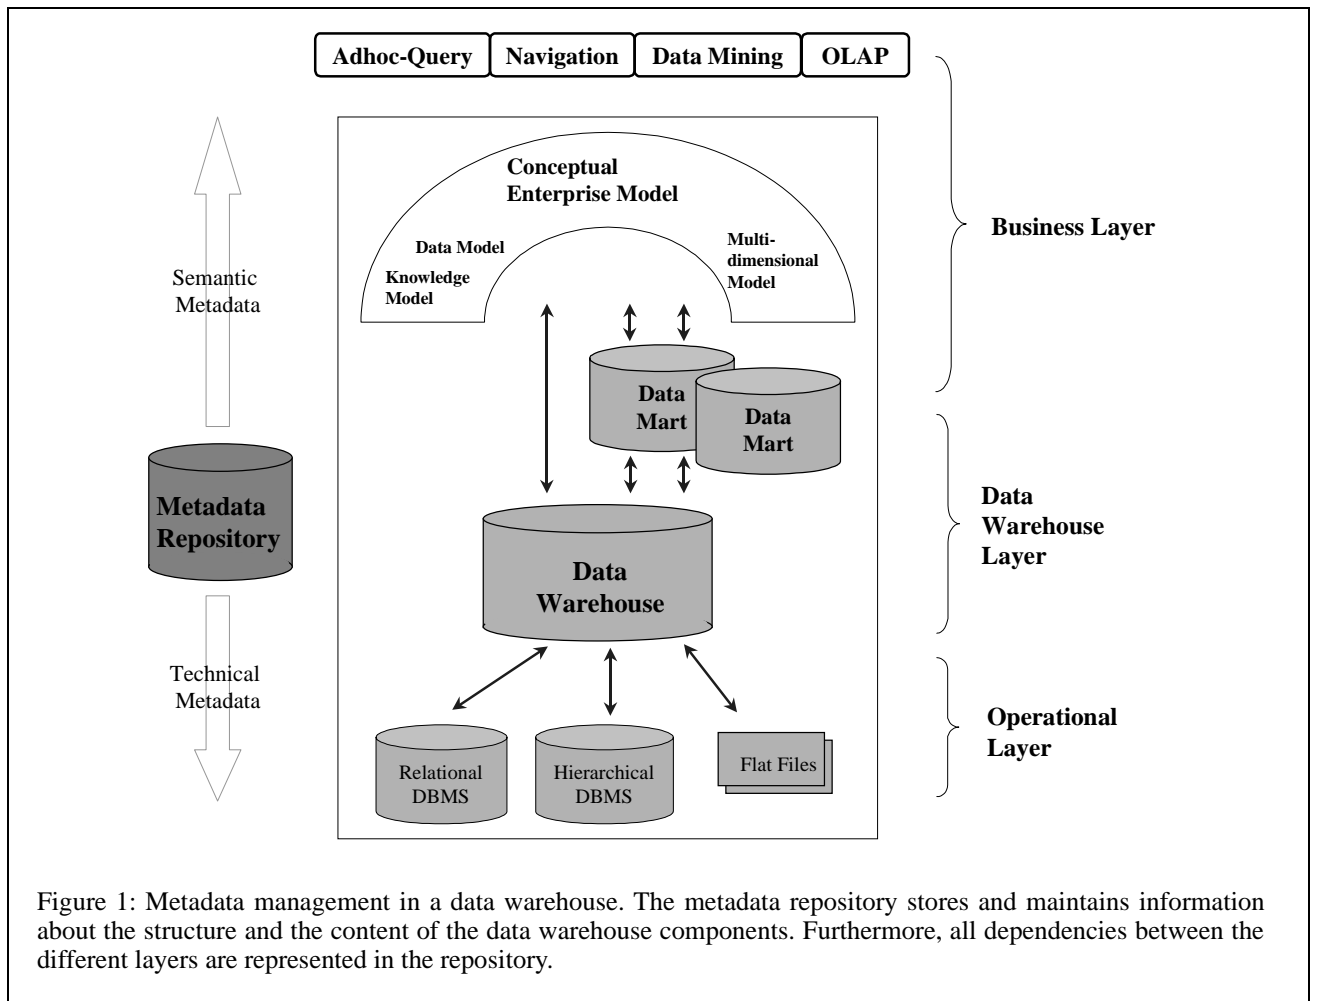 Adhoc-Query
Navigation
Data Mining
OLAP
Conceptual
Enterprise Model
Data Model
Knowledge
Model
Multi-
dimensional
Model
Business Layer
Semantic
Metadata
Data
Mart
Data
Mart
Metadata
Repository
Data
Warehouse
Layer
Data
Warehouse
Technical
Metadata
Operational
Layer
Relational
DBMS
Hierarchical
DBMS
Flat Files
Figure 1: Metadata management in a data warehouse. The metadata repository stores and maintains information
about the structure and the content of the data warehouse components. Furthermore, all dependencies between the
different layers are represented in the repository.